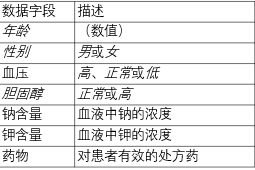 数据字段 描述
年龄 （数值）
性别 男或女
血压 高、正常或低
胆固醇 正常或高
钠含量 血液中钠的浓度
钾含量 血液中钾的浓度
药物 对患者有效的处方药